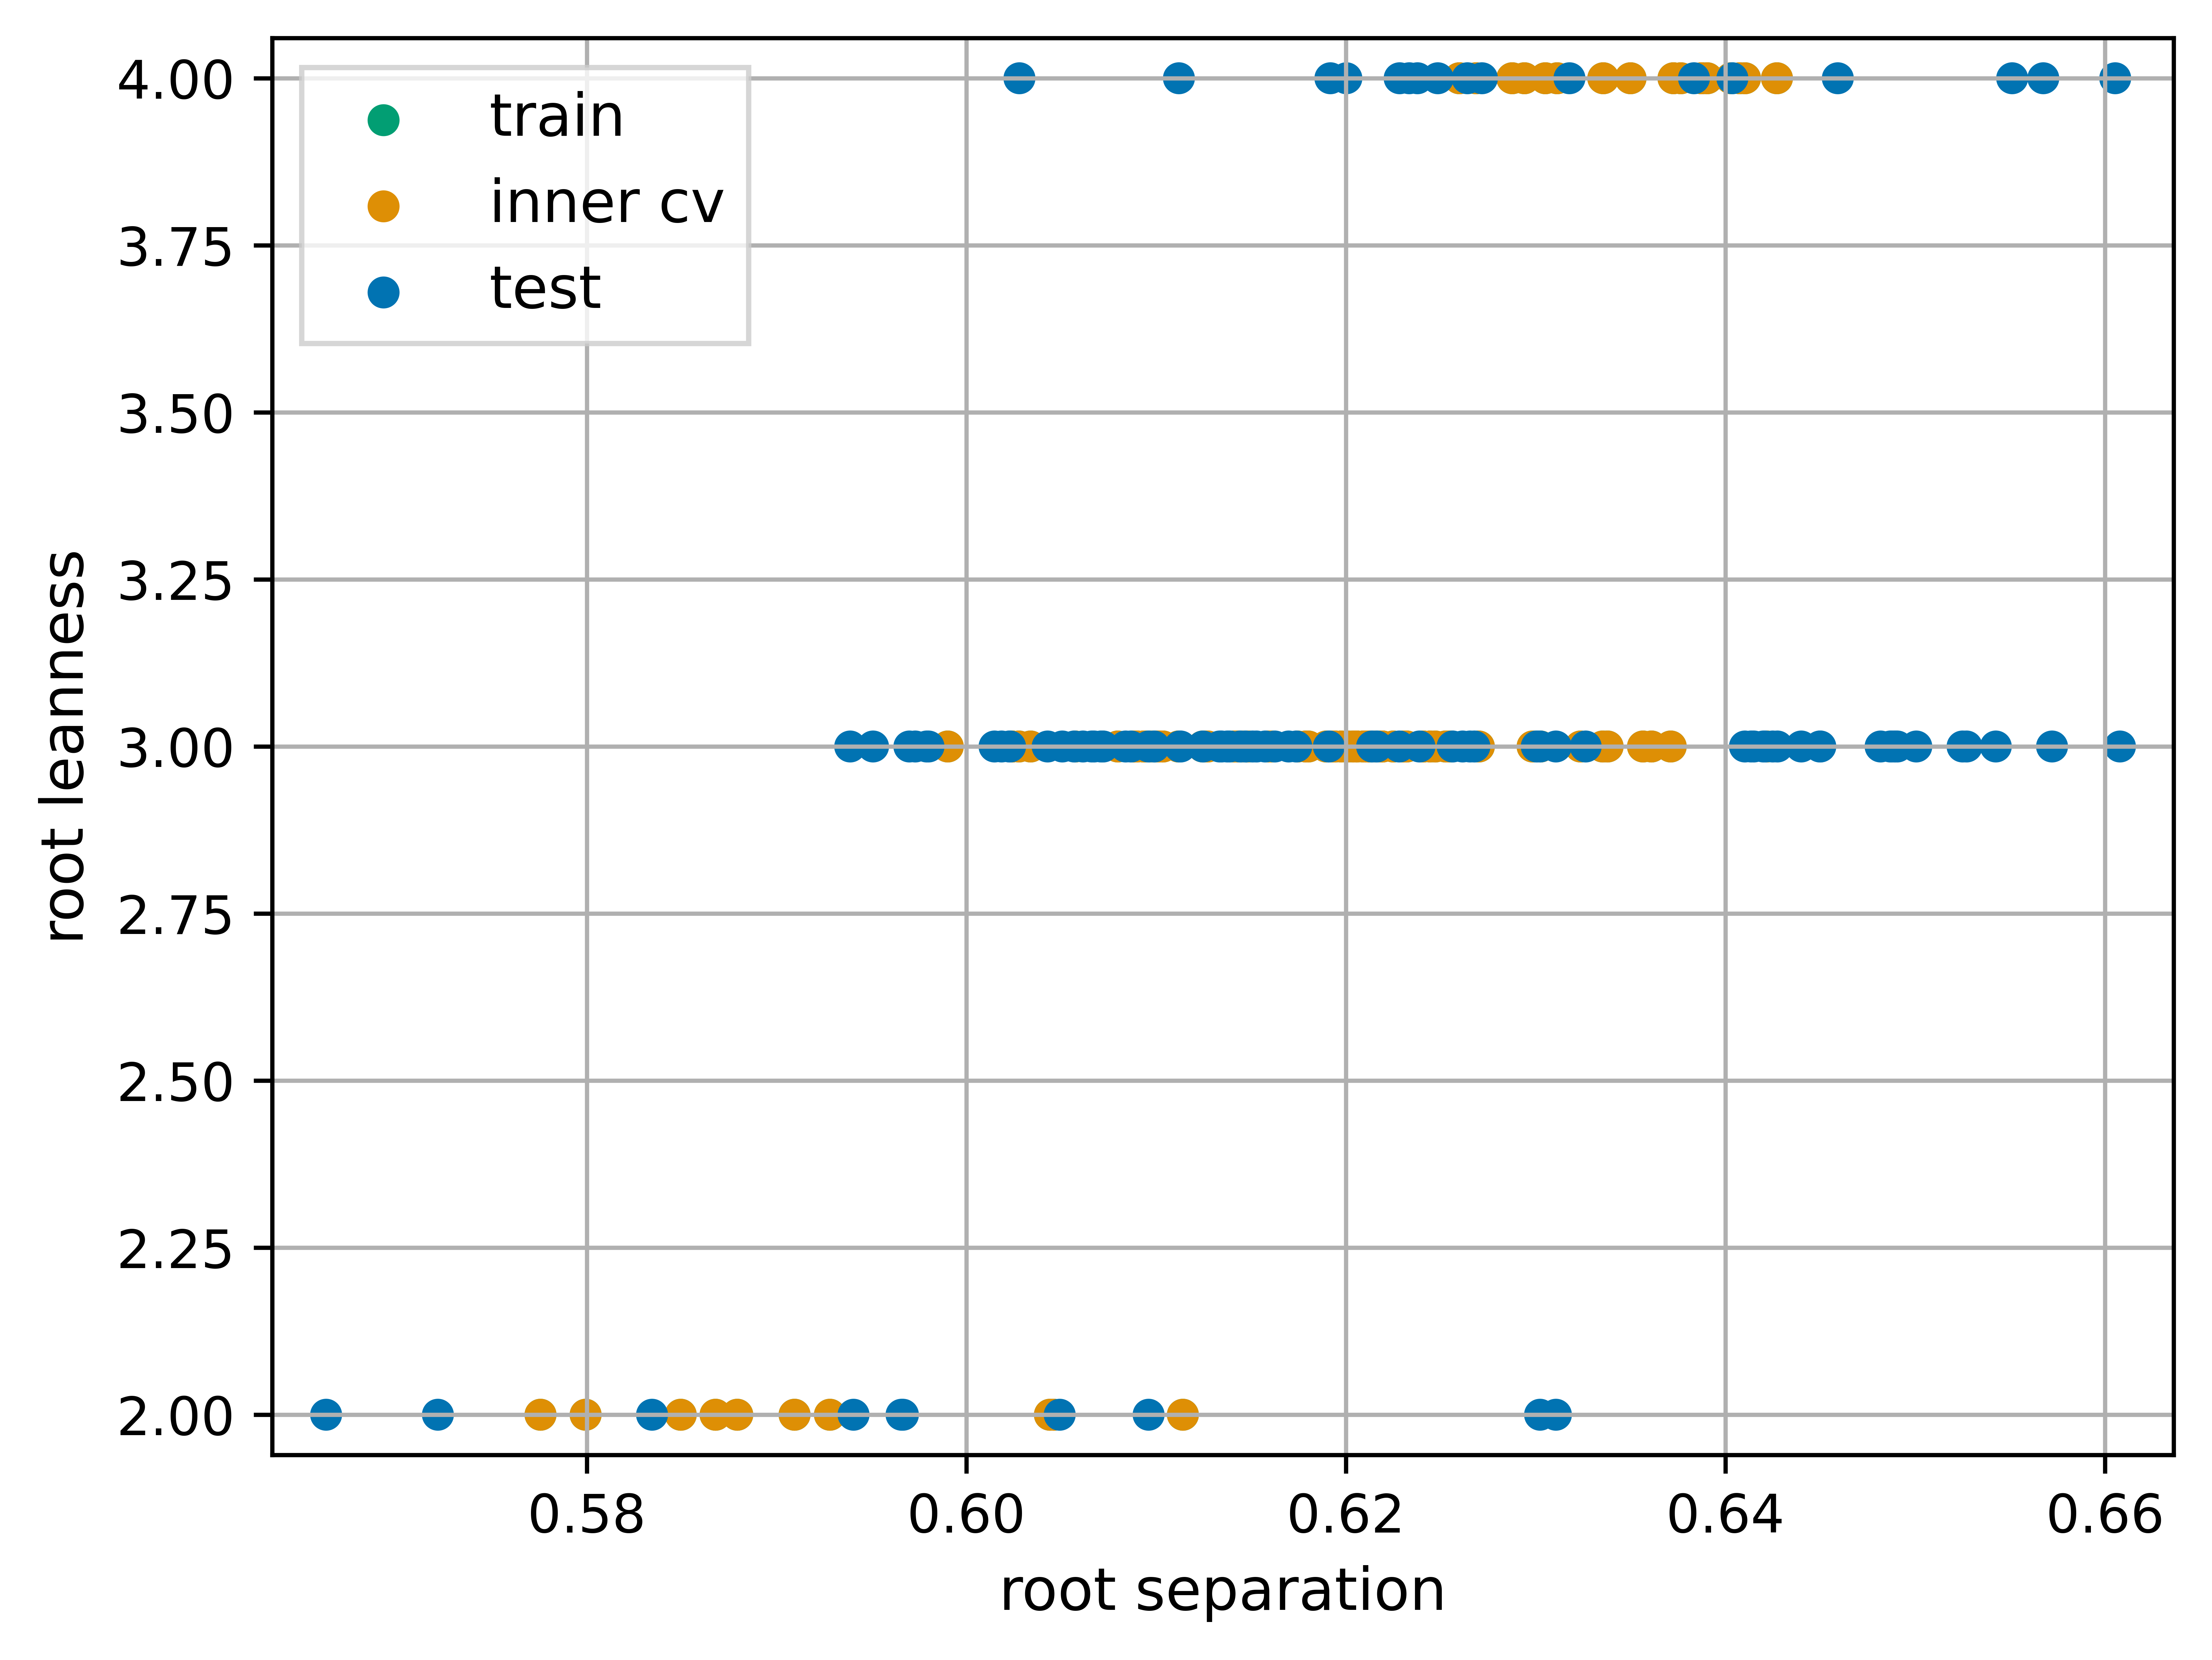 4.00
3.75
3.50
3.25
3.00
2.75
2.50
2.25
2.00
root leanness
train
inner cv
test
0.58 0.60 0.62 0.64 0.66
root separation